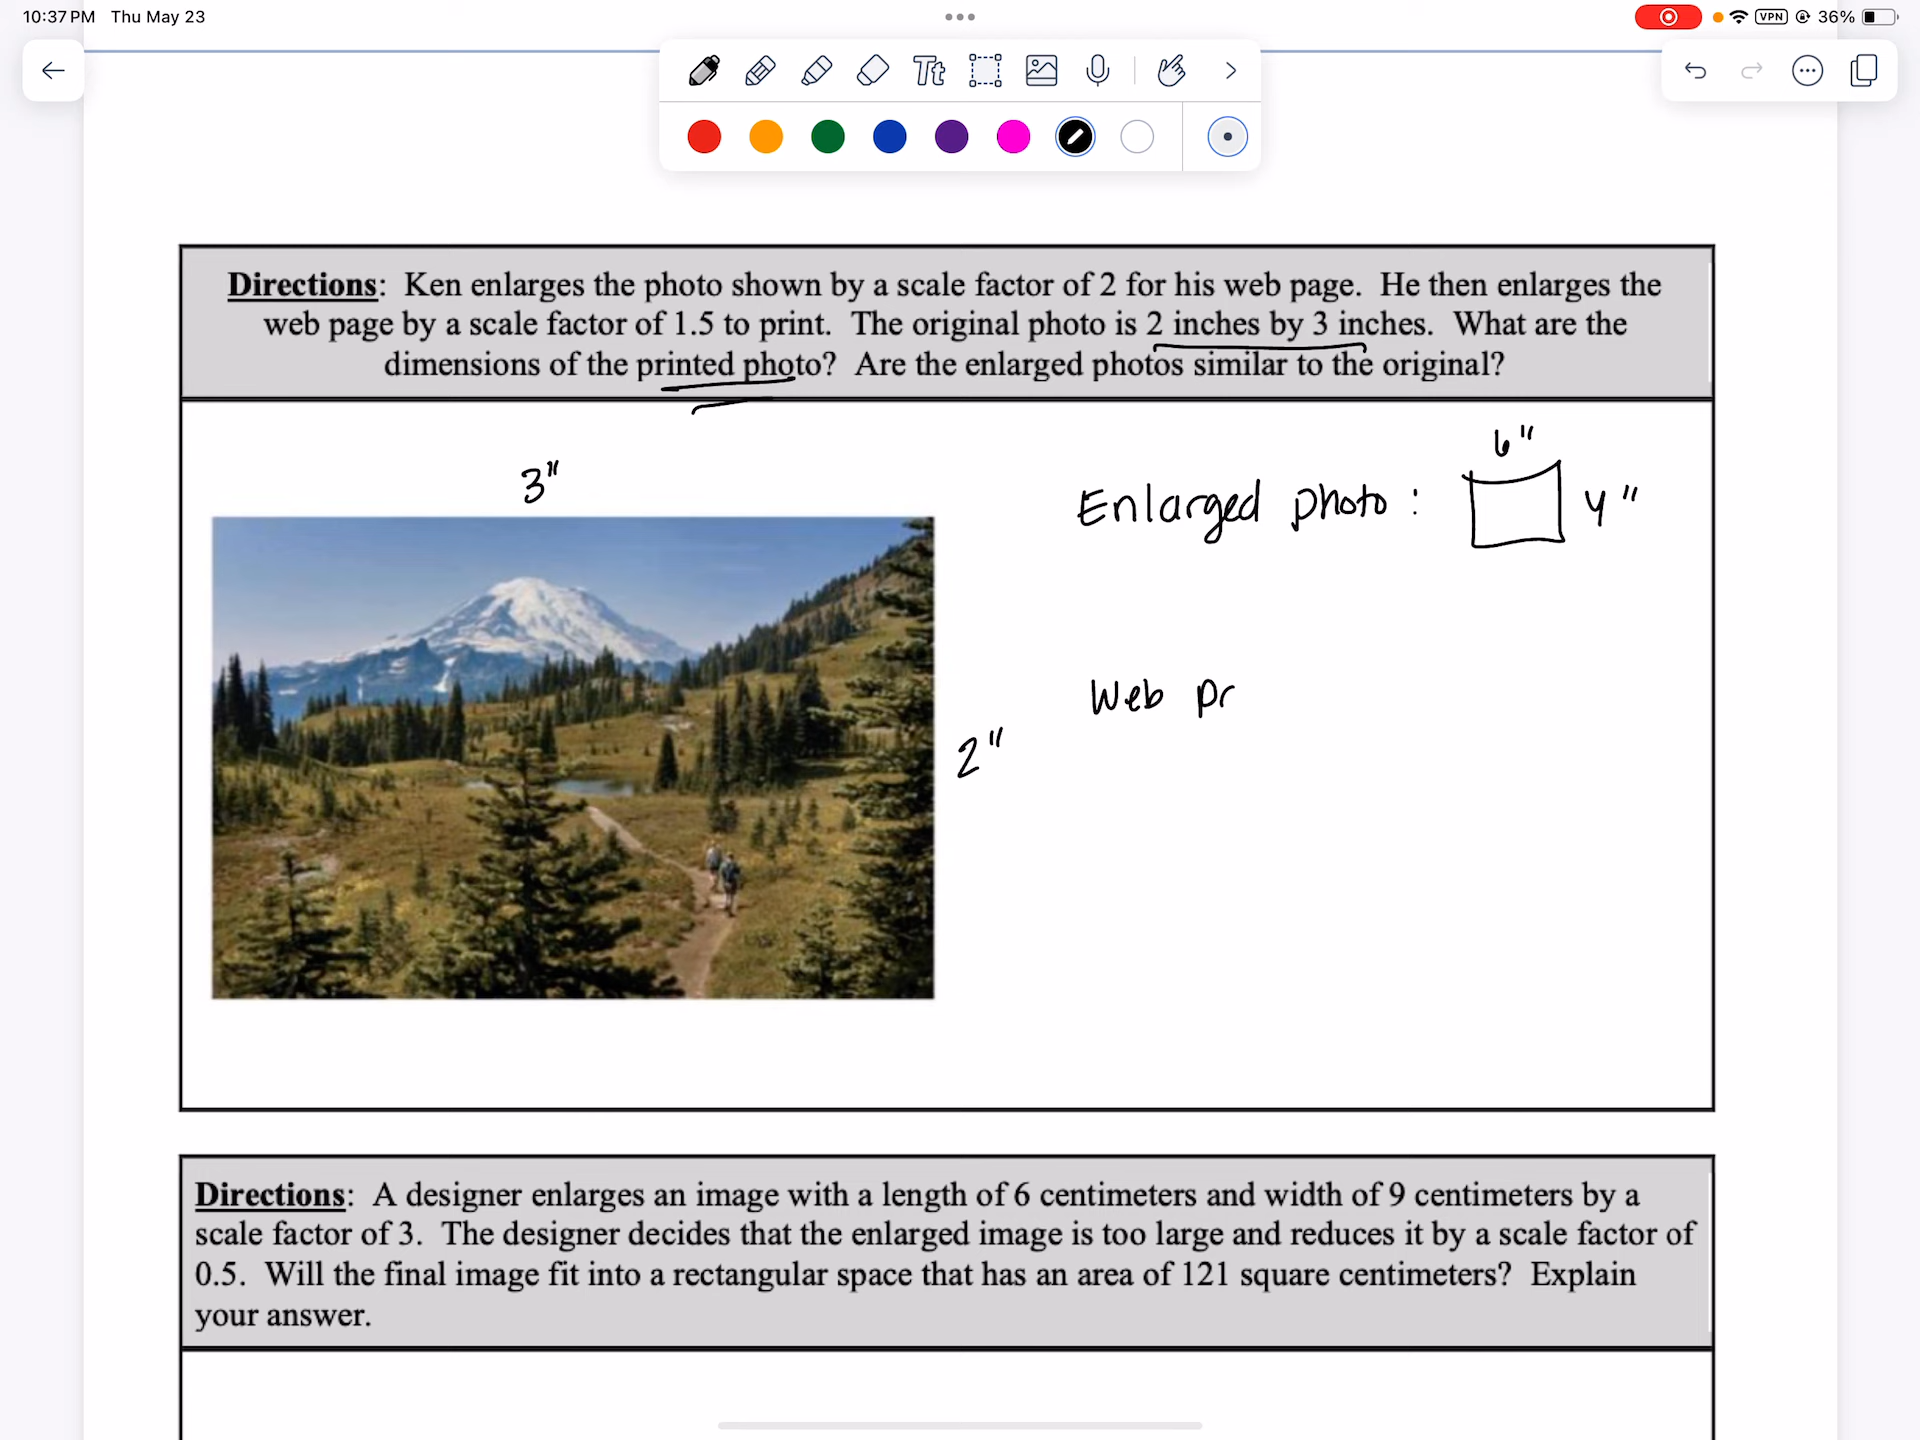 10:37 PM Thu May 23
VPN 36%
Tt
Directions: Ken enlarges the photo shown by a scale factor of 2 for his web page. He then enlarges the
web page by a scale factor of 1.5 to print. The original photo is 2 inches by 3 inches. What are the
dimensions of the printed photo? Are the enlarged photos similar to the original?
6"
3"
Enlarged photo : 4"
Web pr
2"
Directions: A designer enlarges an image with a length of 6 centimeters and width of 9 centimeters by a
scale factor of 3. The designer decides that the enlarged image is too large and reduces it by a scale factor of
0.5. Will the final image fit into a rectangular space that has an area of 121 square centimeters? Explain
your answer.